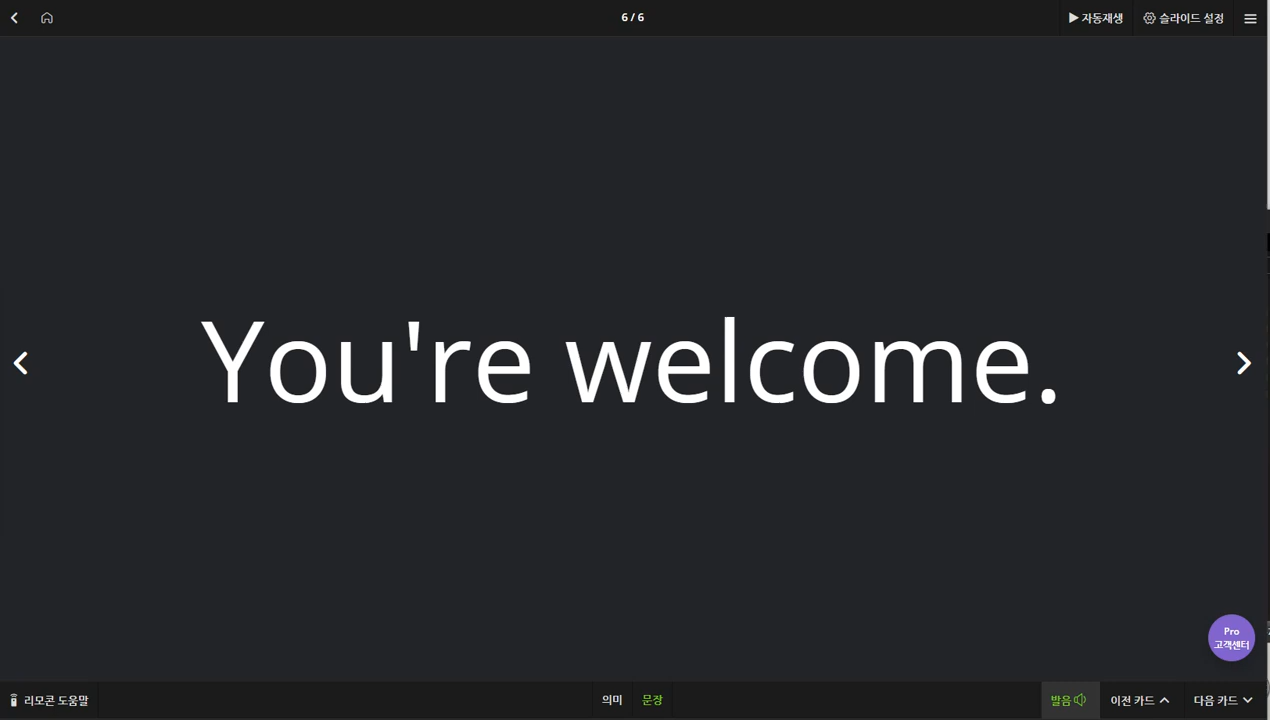 6 / 6
자동재생
슬라이드 설정
You're welcome.
Pro
고객센터
리모콘 도움말
의미
문장
발음
이전 카드
다음 카드